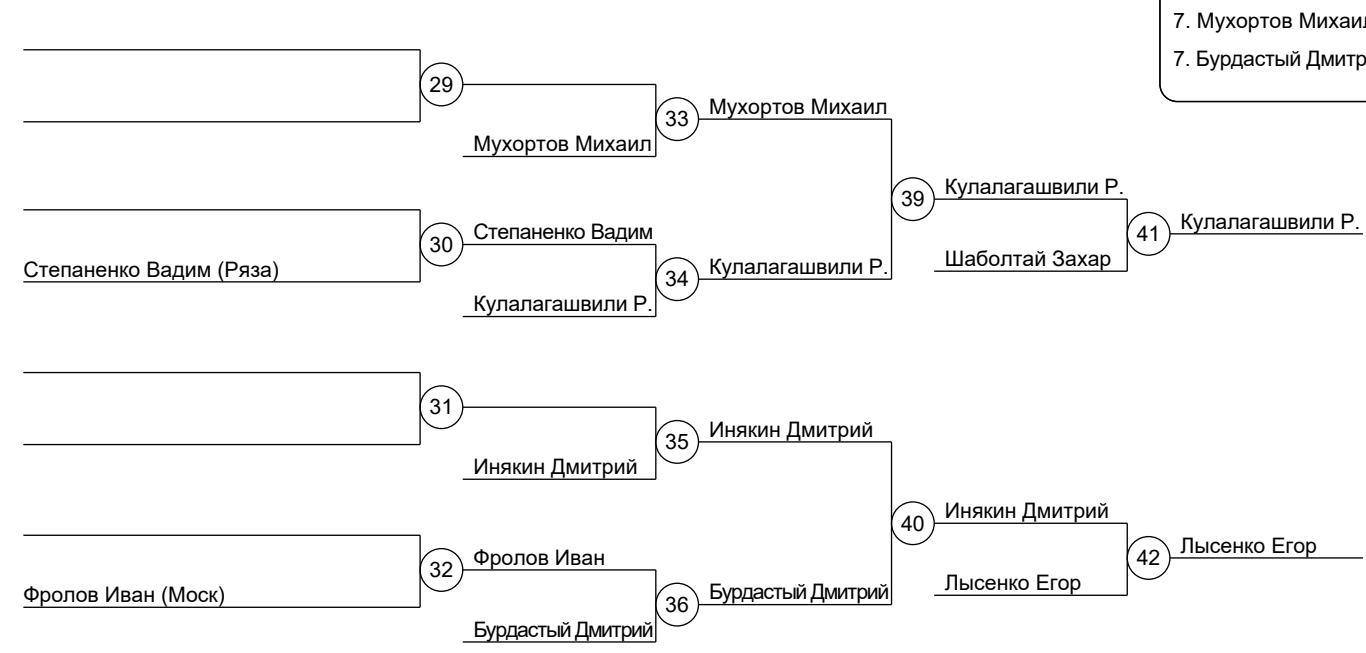 7. Мухортов Михаил
7. Бурдастый Дмитр
29
33
Мухортов Михаил
Мухортов Михаил
39
Кулалагашвили Р.
41
Кулалагашвили Р.
Шаболтай Захар
30
Степаненко Вадим
Степаненко Вадим (Ряза)
34
Кулалагашвили Р.
Кулалагашвили Р.
31
35
Инякин Дмитрий
Инякин Дмитрий
40
Инякин Дмитрий
42
Лысенко Егор
Лысенко Егор
32
Фролов Иван
Фролов Иван (Моск)
36
Бурдастый Дмитрий
Бурдастый Дмитрий